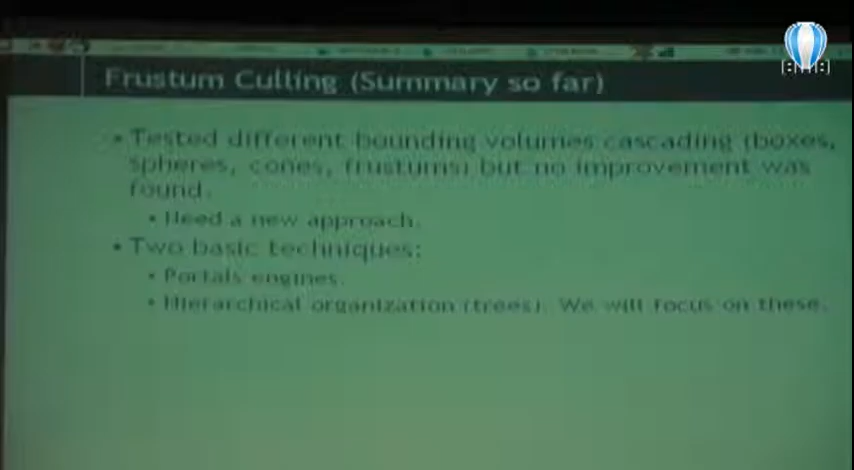 Frustum Culling (Summary so far)
• Tested different bounding volumes cascading (boxes,
spheres, cones, frustums) but no improvement was
found.
• Need a new approach.
• Two basic techniques:
• Portals engines.
• Hierarchical organization (trees). We will focus on these.